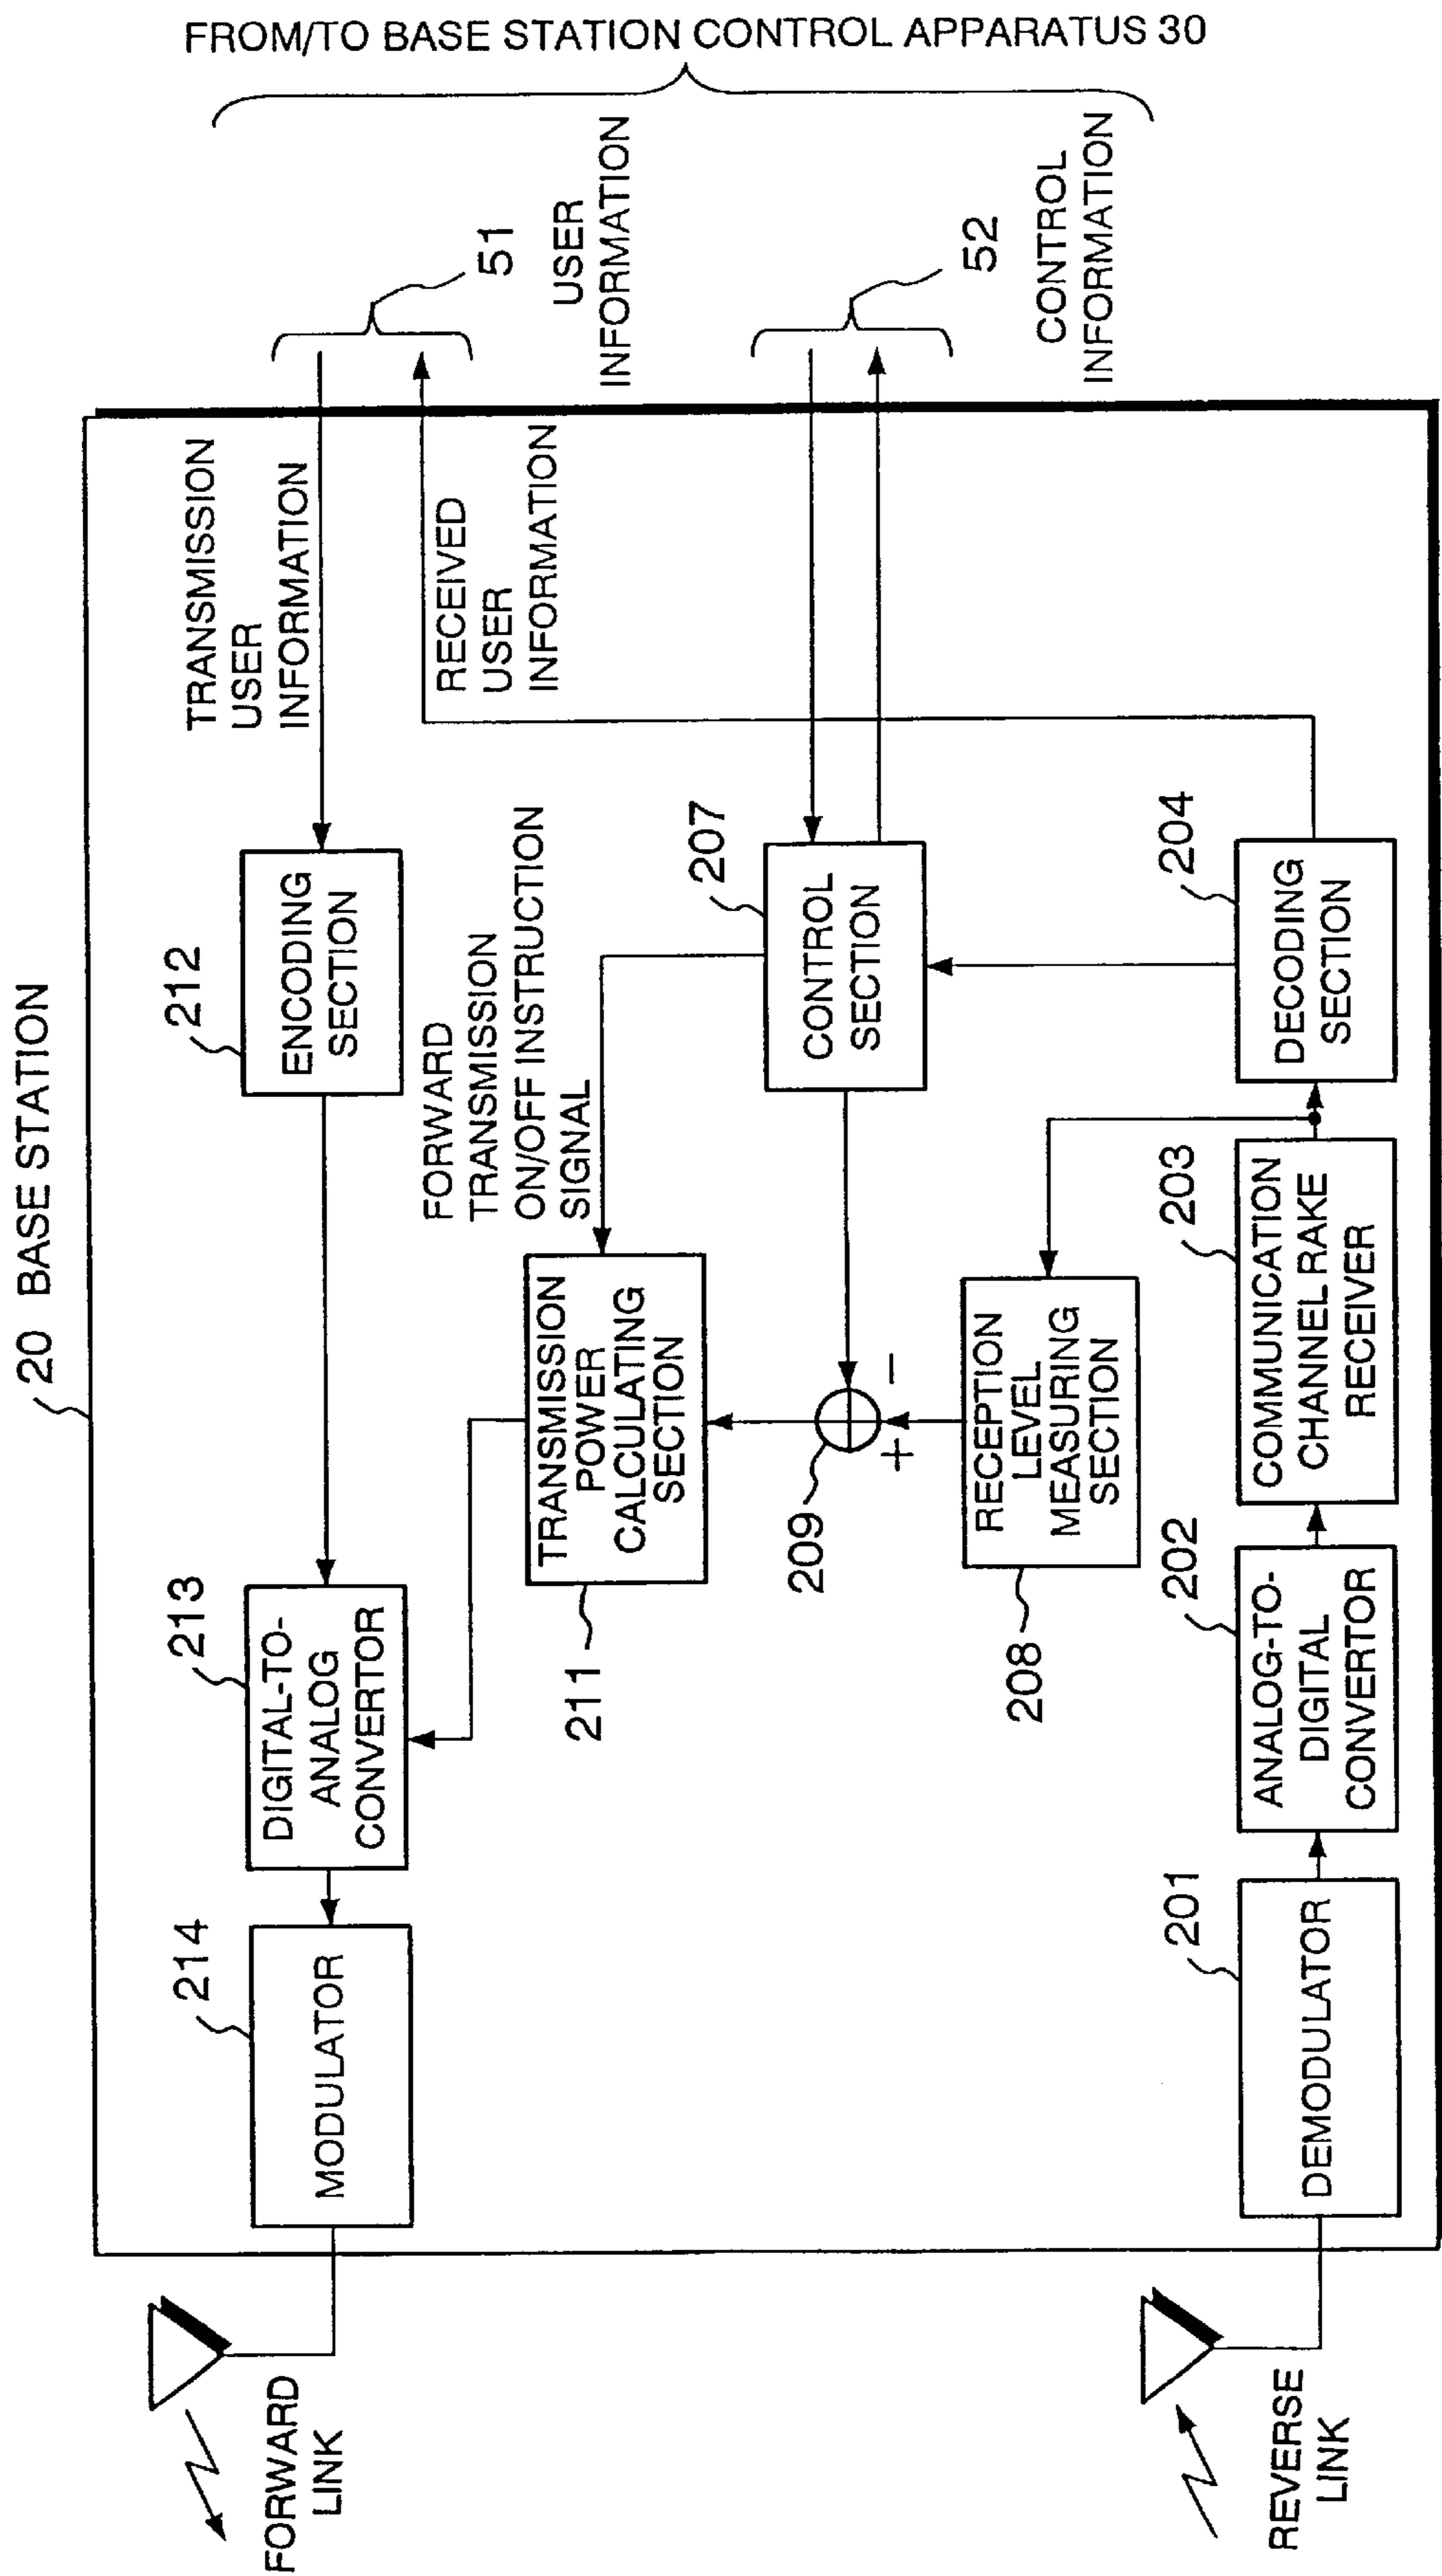 20 BASE STATION
FROM/TO BASE STATION CONTROL APPARATUS 30
FORWARD
LINK
214
MODULATOR
213
DIGITAL-TO-
ANALOG
CONVERTOR
212
ENCODING
SECTION
TRANSMISSION
USER
INFORMATION
RECEIVED
USER
INFORMATION
51
USER
INFORMATION
FORWARD
TRANSMISSION
ON/OFF INSTRUCTION
SIGNAL
211
TRANSMISSION
POWER
CALCULATING
SECTION
209
+
−
207
CONTROL
SECTION
52
CONTROL
INFORMATION
208
RECEPTION
LEVEL
MEASURING
SECTION
REVERSE
LINK
201
DEMODULATOR
202
ANALOG-TO-
DIGITAL
CONVERTOR
203
COMMUNICATION
CHANNEL RAKE
RECEIVER
204
DECODING
SECTION